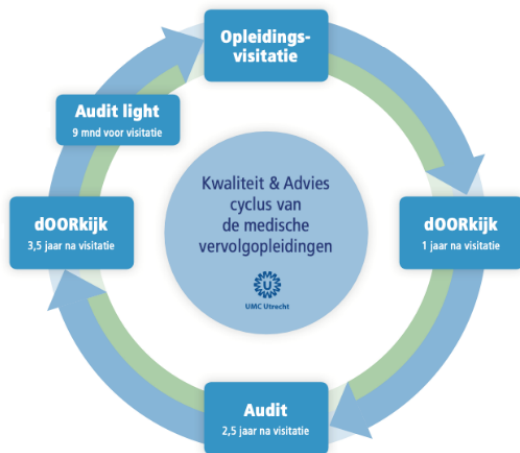 Opleidings-
visitatie
Audit light
9 mnd voor visitatie
Kwaliteit & Advies
cyclus van
de medische
vervolgopleidingen
UMC Utrecht
dOORkijk
3,5 jaar na visitatie
dOORkijk
1 jaar na visitatie
Audit
2,5 jaar na visitatie